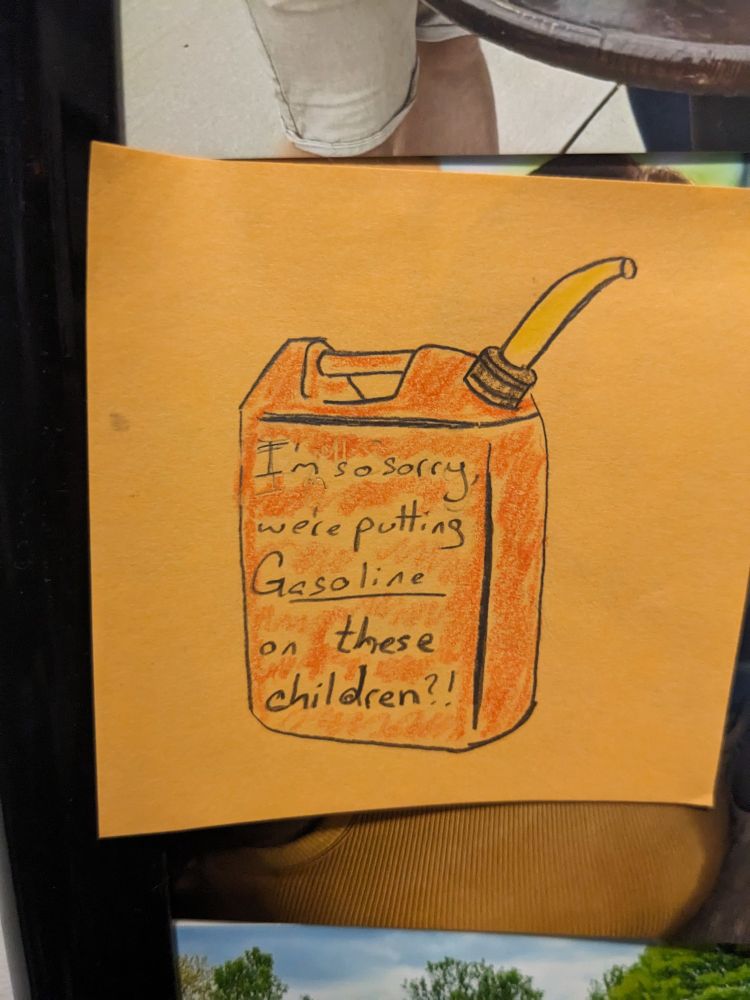 I'm so sorry,
we're putting
Gasoline
on these
children?!